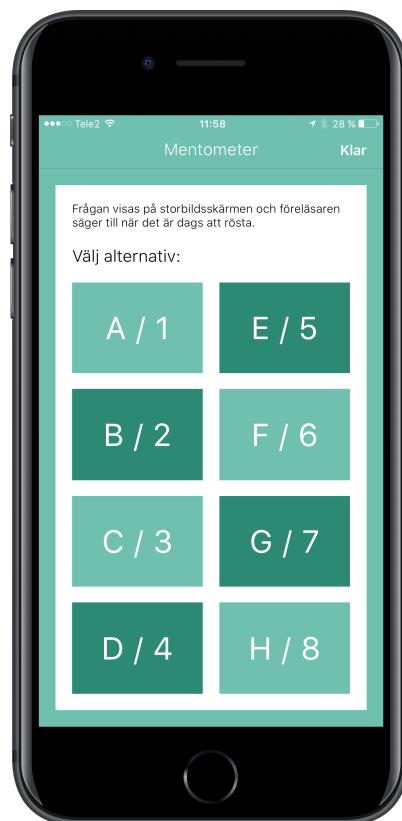 Tele2 11:58 28 %
Mentometer Klar
Frågan visas på storbildsskärmen och föreläsaren
säger till när det är dags att rösta.
Välj alternativ:
A / 1 E / 5
B / 2 F / 6
C / 3 G / 7
D / 4 H / 8